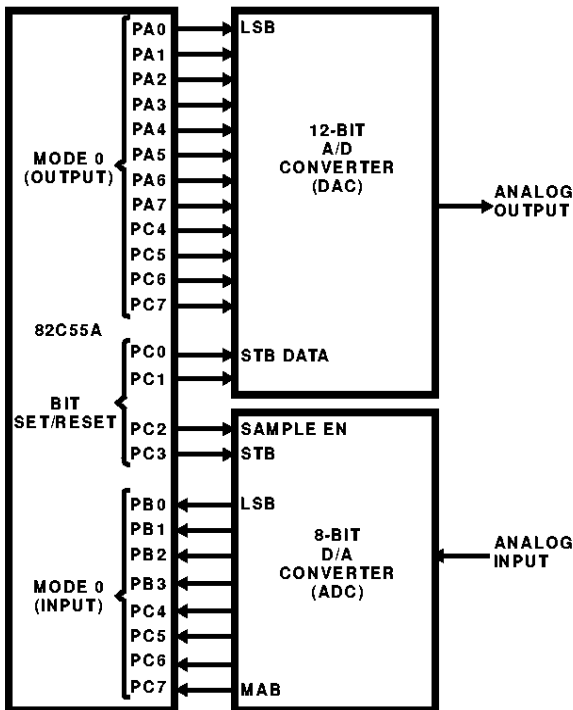 PA0
PA1
PA2
PA3
PA4
PA5
PA6
PA7
PC4
PC5
PC6
PC7
MODE 0
(OUTPUT)
LSB
12-BIT
A/D
CONVERTER
(DAC)
ANALOG
OUTPUT
82C55A
PC0
PC1
PC2
PC3
BIT
SET/RESET
STB DATA
SAMPLE EN
STB
PB0
PB1
PB2
PB3
PC4
PC5
PC6
PC7
MODE 0
(INPUT)
LSB
8-BIT
D/A
CONVERTER
(ADC)
MAB
ANALOG
INPUT